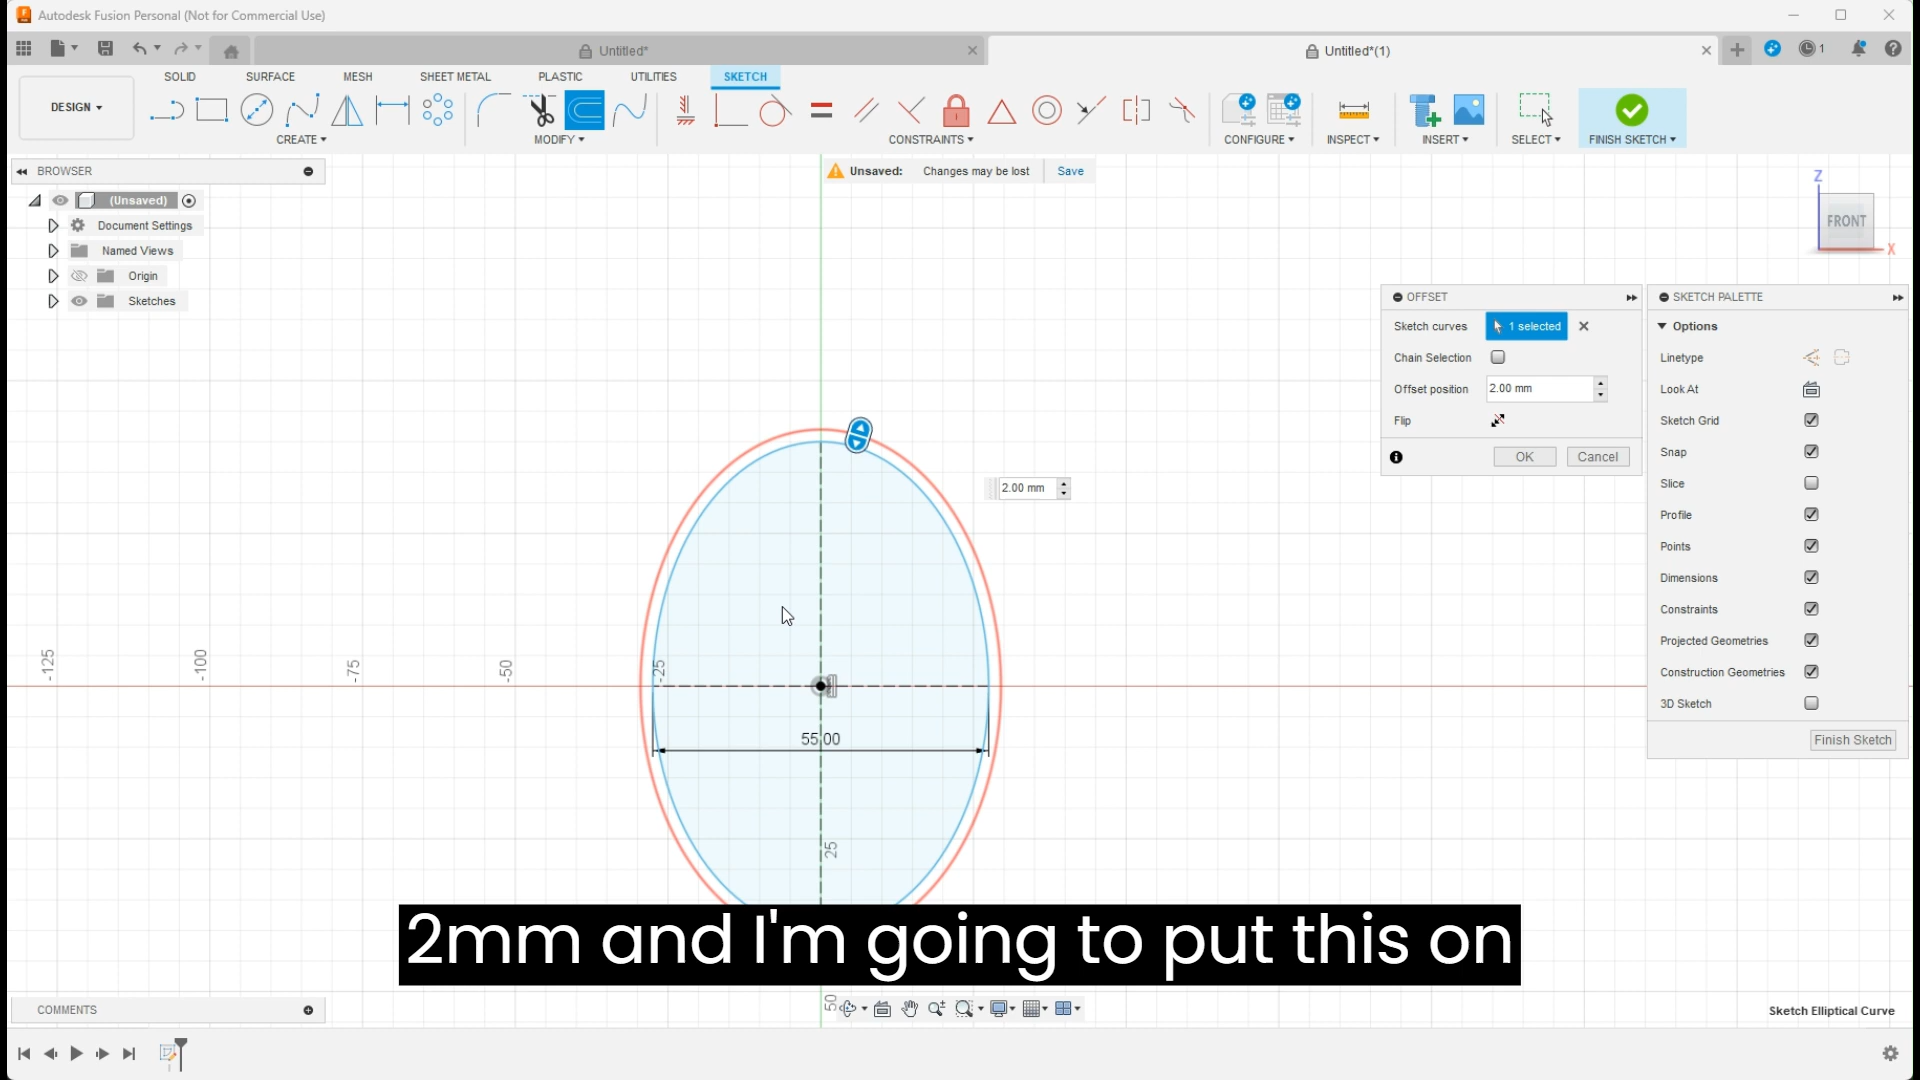 Autodesk Fusion Personal (Not for Commercial Use)
Untitled*
Untitled*(1)
1
DESIGN
SOLID
SURFACE
MESH
SHEET METAL
PLASTIC
UTILITIES
SKETCH
CREATE
MODIFY
CONSTRAINTS
CONFIGURE
INSPECT
INSERT
SELECT
FINISH SKETCH
BROWSER
Unsaved: Changes may be lost Save
(Unsaved)
Document Settings
Named Views
Origin
Sketches
Z
FRONT
X
OFFSET
Sketch curves 1 selected
Chain Selection
Offset position 2.00 mm
Flip
OK Cancel
SKETCH PALETTE
Options
Linetype
Look At
Sketch Grid
Snap
Slice
Profile
Points
Dimensions
Constraints
Projected Geometries
Construction Geometries
3D Sketch
Finish Sketch
2.00 mm
-125
-100
-75
-50
-25
55.00
25
2mm and I'm going to put this on
50
COMMENTS
Sketch Elliptical Curve